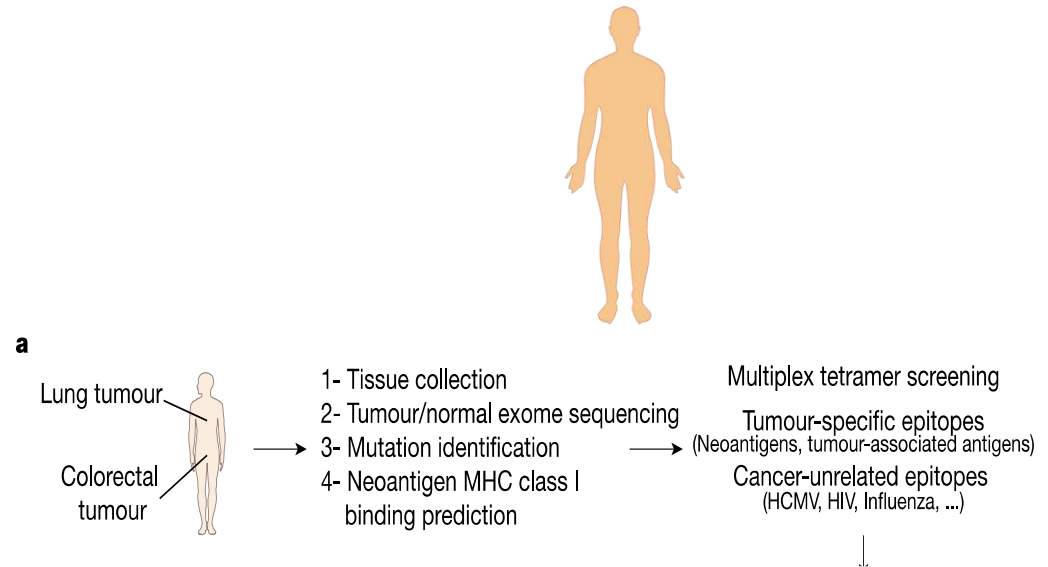 a
Lung tumour
Colorectal
tumour
1- Tissue collection
2- Tumour/normal exome sequencing
3- Mutation identification
4- Neoantigen MHC class I
binding prediction
Multiplex tetramer screening
Tumour-specific epitopes
(Neoantigens, tumour-associated antigens)
Cancer-unrelated epitopes
(HCMV, HIV, Influenza, ...)